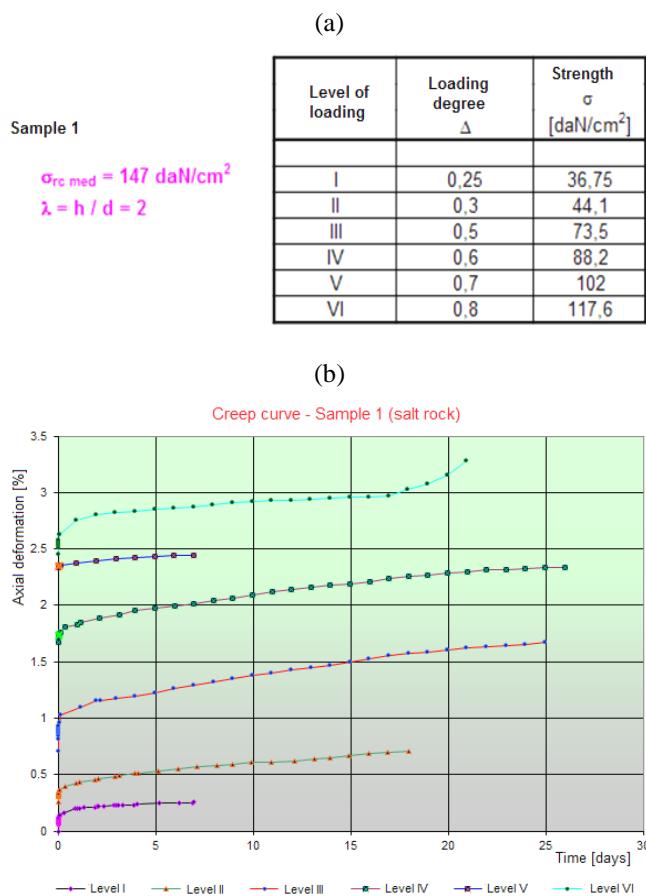 (a)
Sample 1
σrc med = 147 daN/cm²
λ = h / d = 2
Level of loading Loading degree Δ Strength σ [daN/cm²]
I 0,25 36,75
II 0,3 44,1
III 0,5 73,5
IV 0,6 88,2
V 0,7 102
VI 0,8 117,6
(b)
Creep curve - Sample 1 (salt rock)
Axial deformation [%]
3.5
3
2.5
2
1.5
1
0.5
0
0 5 10 15 20 25 30
Time [days]
Level I Level II Level III Level IV Level V Level VI